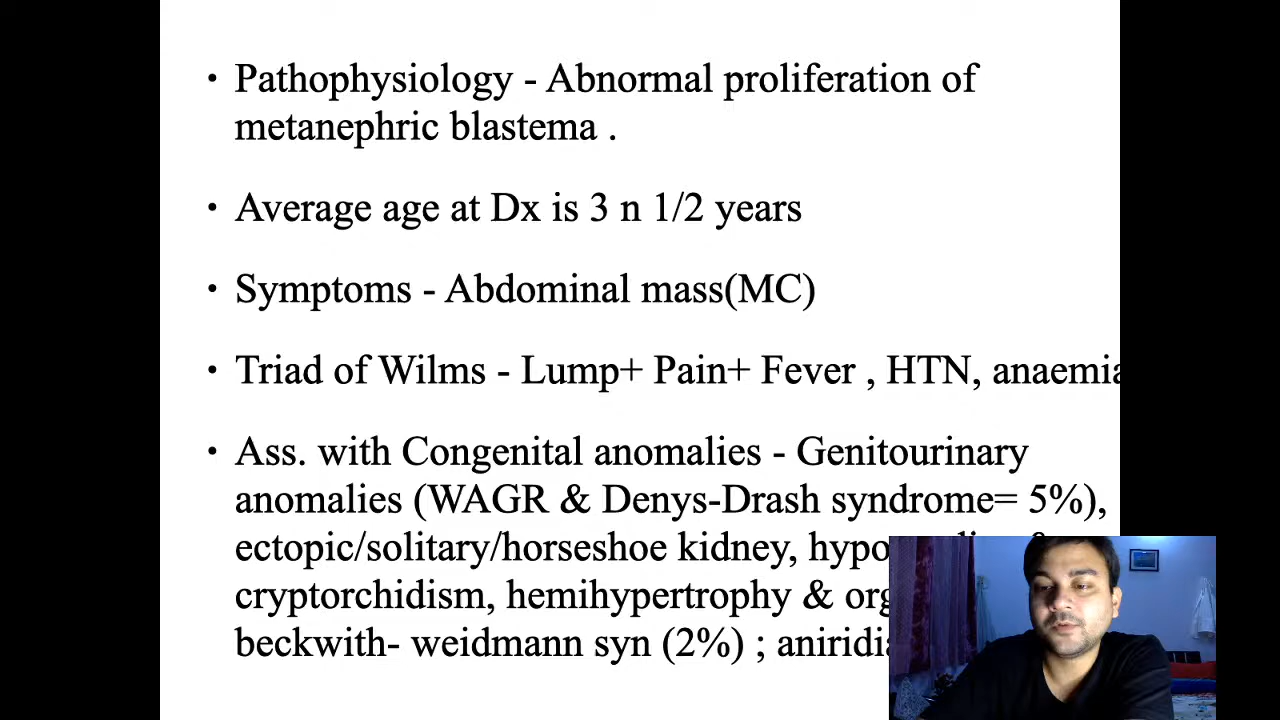 • Pathophysiology - Abnormal proliferation of
metanephric blastema .
• Average age at Dx is 3 n 1/2 years
• Symptoms - Abdominal mass(MC)
• Triad of Wilms - Lump+ Pain+ Fever , HTN, anaemia
• Ass. with Congenital anomalies - Genitourinary
anomalies (WAGR & Denys-Drash syndrome= 5%),
ectopic/solitary/horseshoe kidney,
cryptorchidism, hemihypertrophy &
beckwith- weidmann syn (2%) ; aniridia